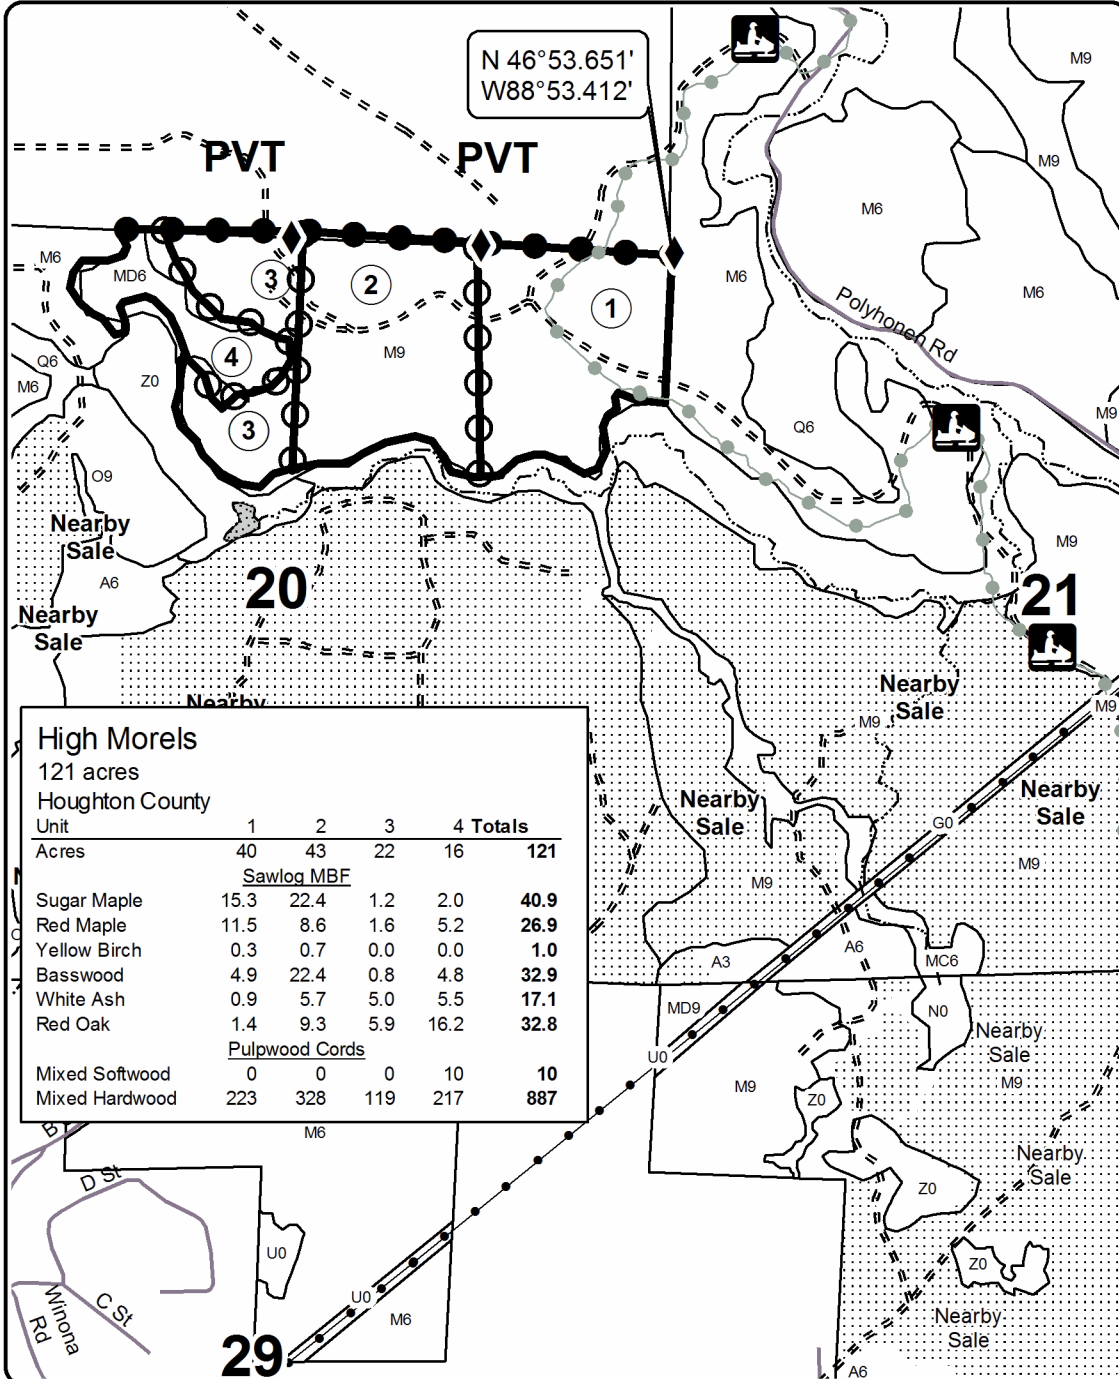 N 46°53.651'
W88°53.412'
M9
PVT
PVT
M9
M6
M6
MD6
3
2
M6
M6
1
Polyhonen Rd
4
M9
Q6
M6
Z0
M9
3
Q6
O9
Nearby
Sale
M9
A6
20
21
Nearby
Sale
Nearby
Sale
Nearby
M9
M9
High Morels
121 acres
Houghton County
Unit 1 2 3 4 Totals
Acres 40 43 22 16 121
Sawlog MBF
Sugar Maple 15.3 22.4 1.2 2.0 40.9
Red Maple 11.5 8.6 1.6 5.2 26.9
Yellow Birch 0.3 0.7 0.0 0.0 1.0
Basswood 4.9 22.4 0.8 4.8 32.9
White Ash 0.9 5.7 5.0 5.5 17.1
Red Oak 1.4 9.3 5.9 16.2 32.8
Pulpwood Cords
Mixed Softwood 0 0 0 10 10
Mixed Hardwood 223 328 119 217 887
Nearby
Sale
Nearby
Sale
G0
M9
M9
A3
A6
MC6
MD9
N0
U0
Nearby
Sale
M9
M9
Z0
M6
B
D St
Nearby
Sale
Z0
U0
Z0
U0
Winona
Rd
C St
M6
Nearby
Sale
29
A6